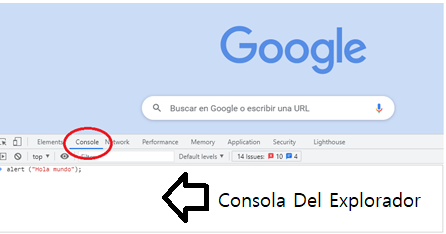 Google
Buscar en Google o escribir una URL
Elements Console Network Performance Memory Application Security Lighthouse
top Filter Default levels 14 Issues: 10 4
alert ("Hola mundo");
Consola Del Explorador